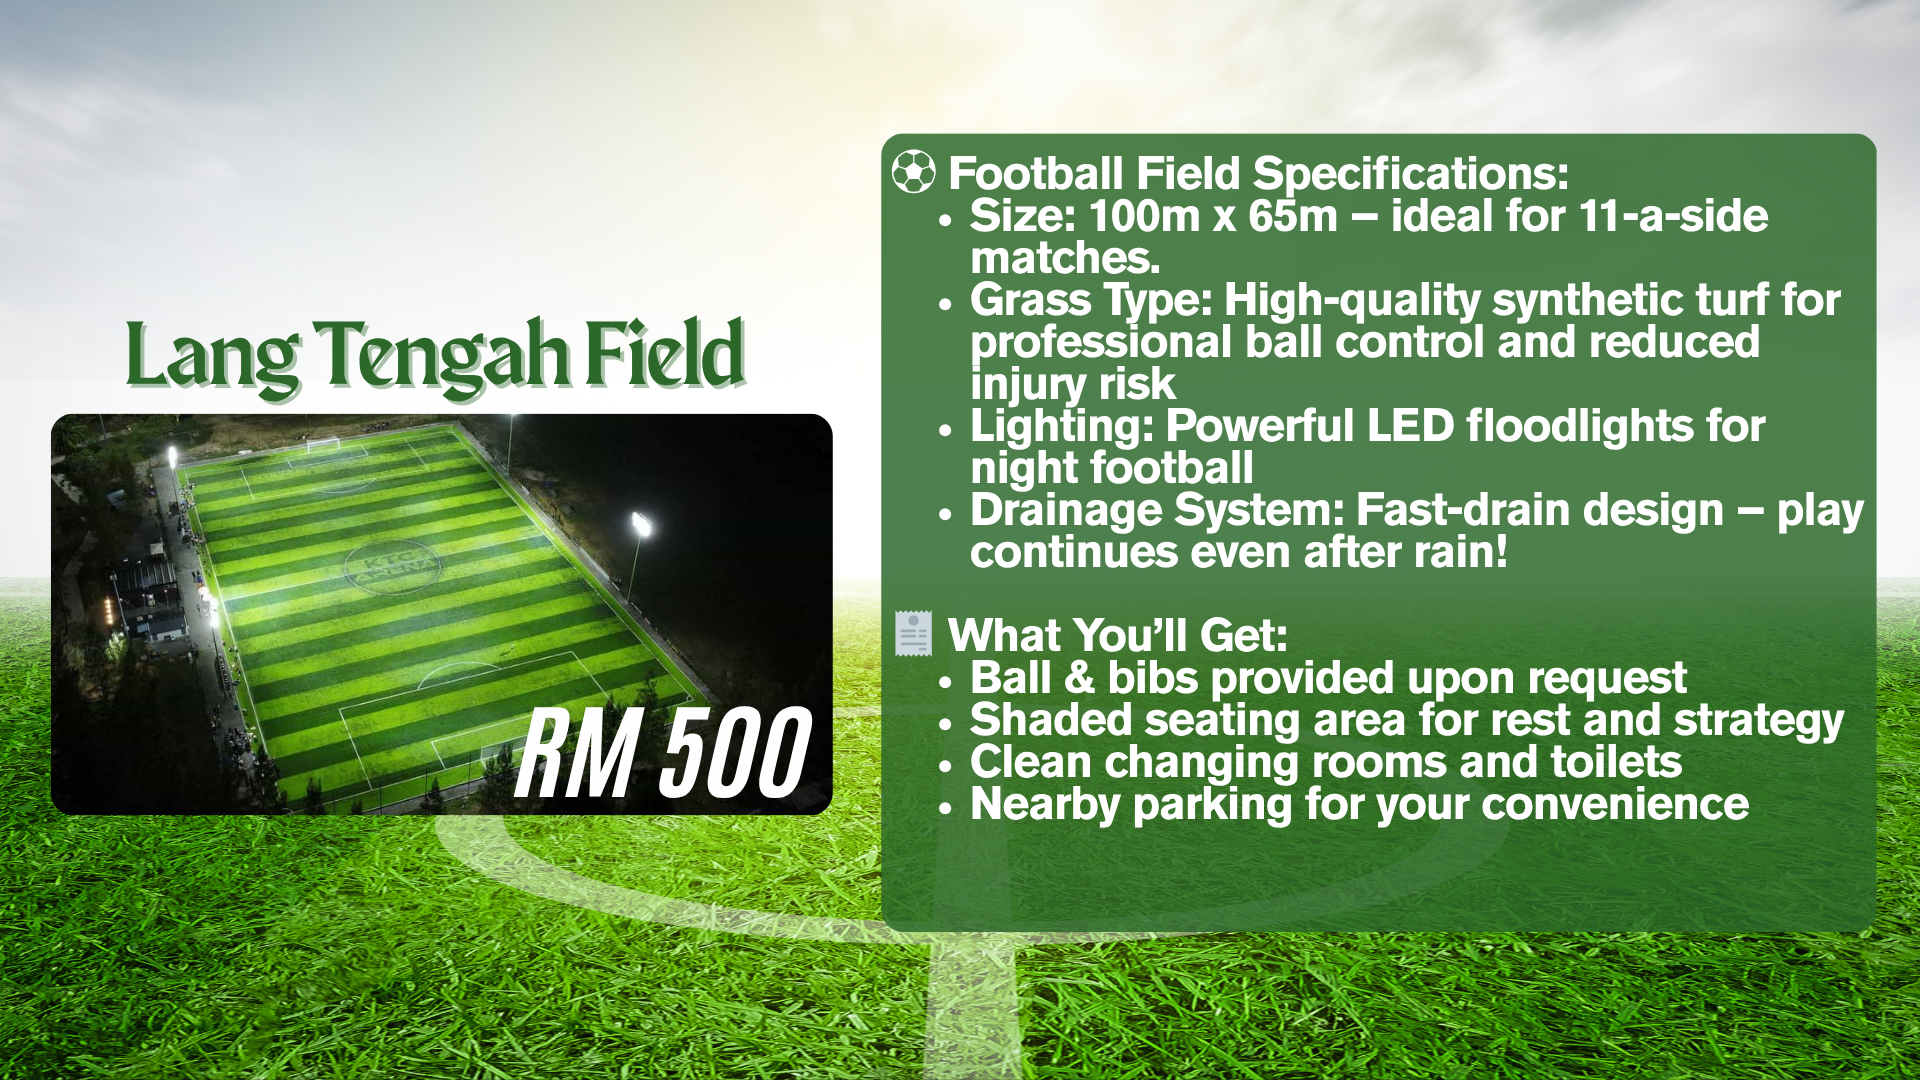 Lang Tengah Field
KTC
ARENA
RM 500
Football Field Specifications:
• Size: 100m x 65m – ideal for 11-a-side
matches.
• Grass Type: High-quality synthetic turf for
professional ball control and reduced
injury risk
• Lighting: Powerful LED floodlights for
night football
• Drainage System: Fast-drain design – play
continues even after rain!
What You’ll Get:
• Ball & bibs provided upon request
• Shaded seating area for rest and strategy
• Clean changing rooms and toilets
• Nearby parking for your convenience